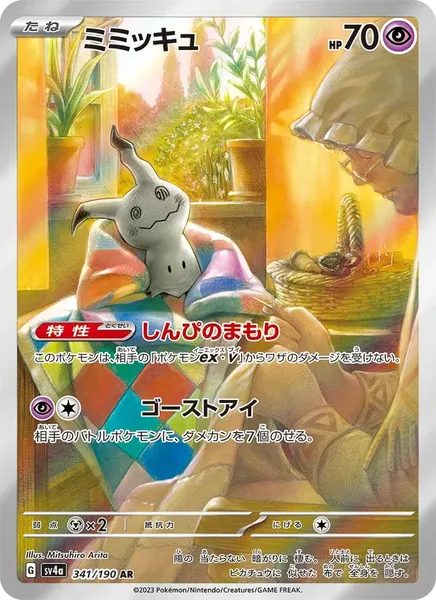 たね ミミッキュ HP70
特性 とくせい しんぴのまもり
このポケモンは、相手の「ポケモンex・V」からワザのダメージを受けない。
ゴーストアイ
相手のバトルポケモンに、ダメカンを7個のせる。
弱点 ×2 抵抗力 にげる
Illus. Mitsuhiro Arita
G sv4a 341/190 AR
陽の 当たらない 暗がりに 棲む。 人前に 出るときは
ピカチュウに 似せた 布で 全身を 隠す。
©2023 Pokémon/Nintendo/Creatures/GAME FREAK.